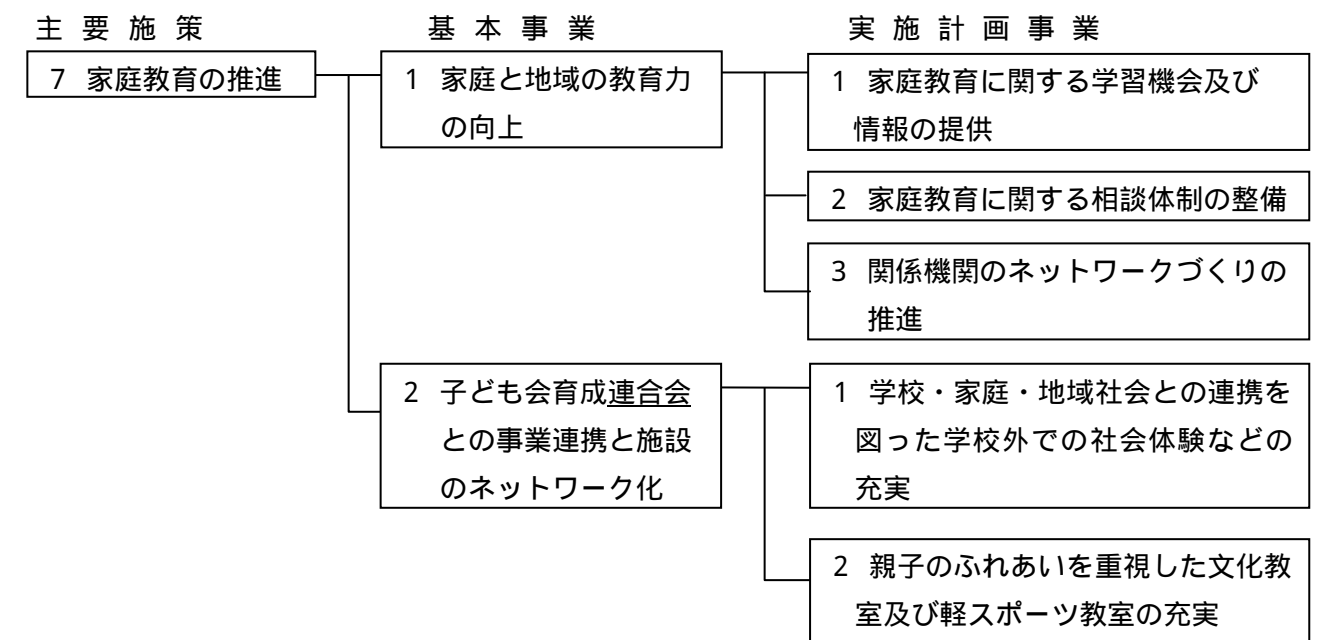 主要施策
基本事業
実施計画事業
7 家庭教育の推進
1 家庭と地域の教育力
の向上
1 家庭教育に関する学習機会及び
情報の提供
2 家庭教育に関する相談体制の整備
3 関係機関のネットワークづくりの
推進
2 子ども会育成連合会
との事業連携と施設
のネットワーク化
1 学校・家庭・地域社会との連携を
図った学校外での社会体験などの
充実
2 親子のふれあいを重視した文化教
室及び軽スポーツ教室の充実